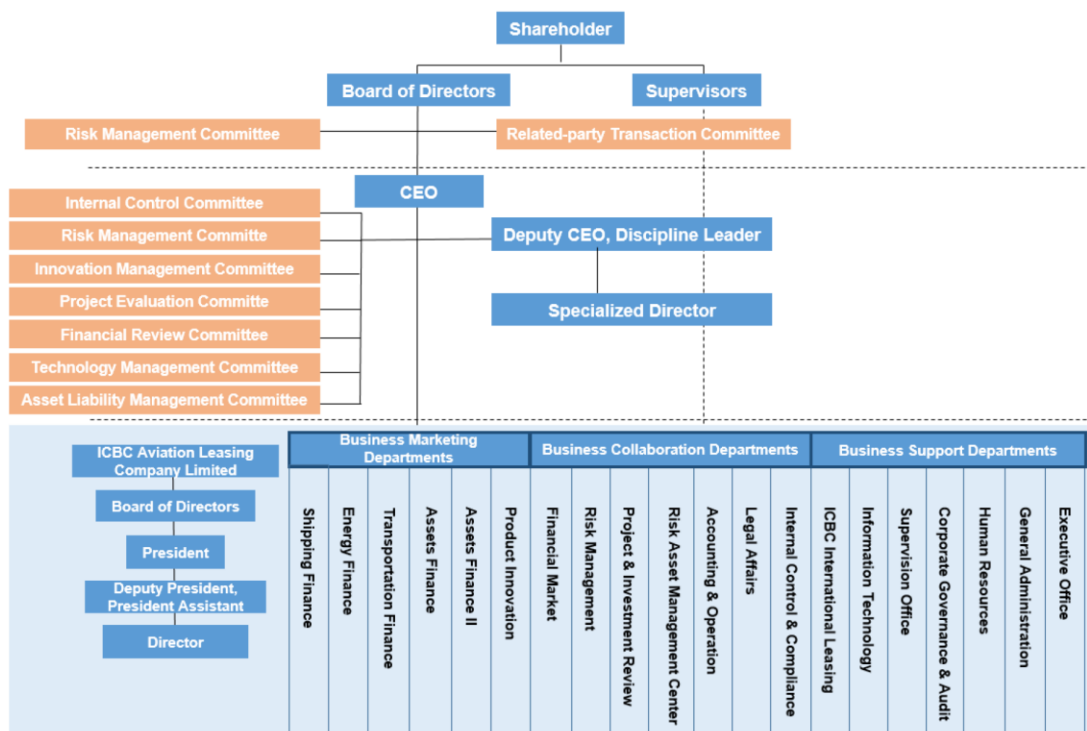 Shareholder
Board of Directors
Supervisors
Risk Management Committee
Related-party Transaction Committee
CEO
Internal Control Committee
Risk Management Committe
Deputy CEO, Discipline Leader
Innovation Management Committee
Project Evaluation Committe
Specialized Director
Financial Review Committee
Technology Management Committee
Asset Liability Management Committee
ICBC Aviation Leasing
Company Limited
Board of Directors
President
Deputy President,
President Assistant
Director
Business Marketing
Departments
Business Collaboration Departments
Business Support Departments
Shipping Finance
Energy Finance
Transportation Finance
Assets Finance
Assets Finance II
Product Innovation
Financial Market
Risk Management
Project & Investment Review
Risk Asset Management Center
Accounting & Operation
Legal Affairs
Internal Control & Compliance
ICBC International Leasing
Information Technology
Supervision Office
Corporate Governance & Audit
Human Resources
General Administration
Executive Office